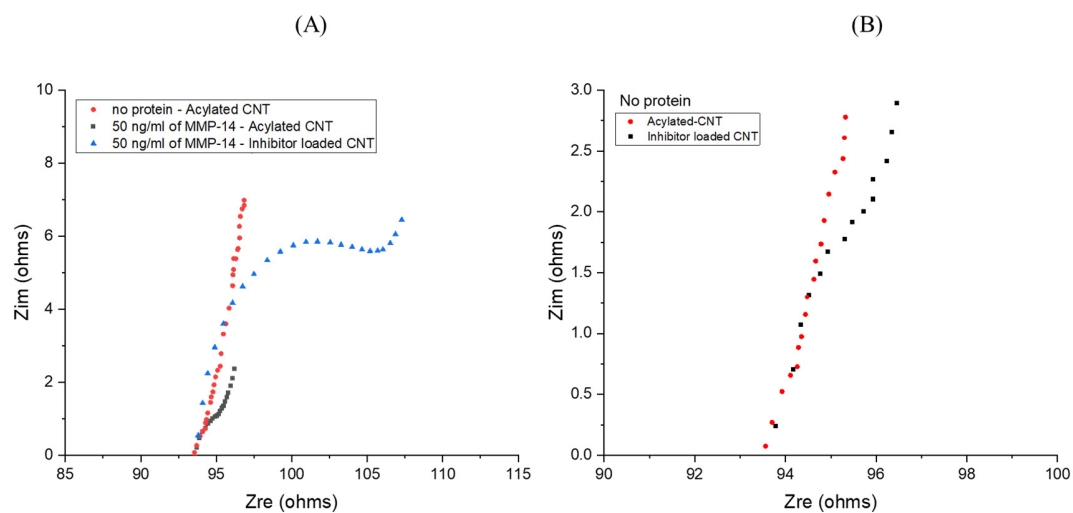 (A)
(B)
10
8
6
4
2
0
Zim (ohms)
no protein - Acylated CNT
50 ng/ml of MMP-14 - Acylated CNT
50 ng/ml of MMP-14 - Inhibitor loaded CNT
85
90
95
100
105
110
115
Zre (ohms)
3.0
2.5
2.0
1.5
1.0
0.5
0.0
Zim (ohms)
No protein
Acylated-CNT
Inhibitor loaded CNT
90
92
94
96
98
100
Zre (ohms)